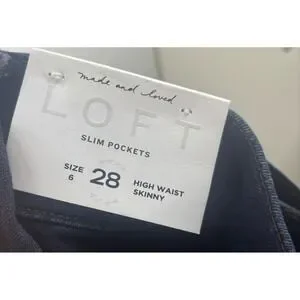 made and loved
LOFT
SLIM POCKETS
SIZE
6
28
HIGH WAIST
SKINNY